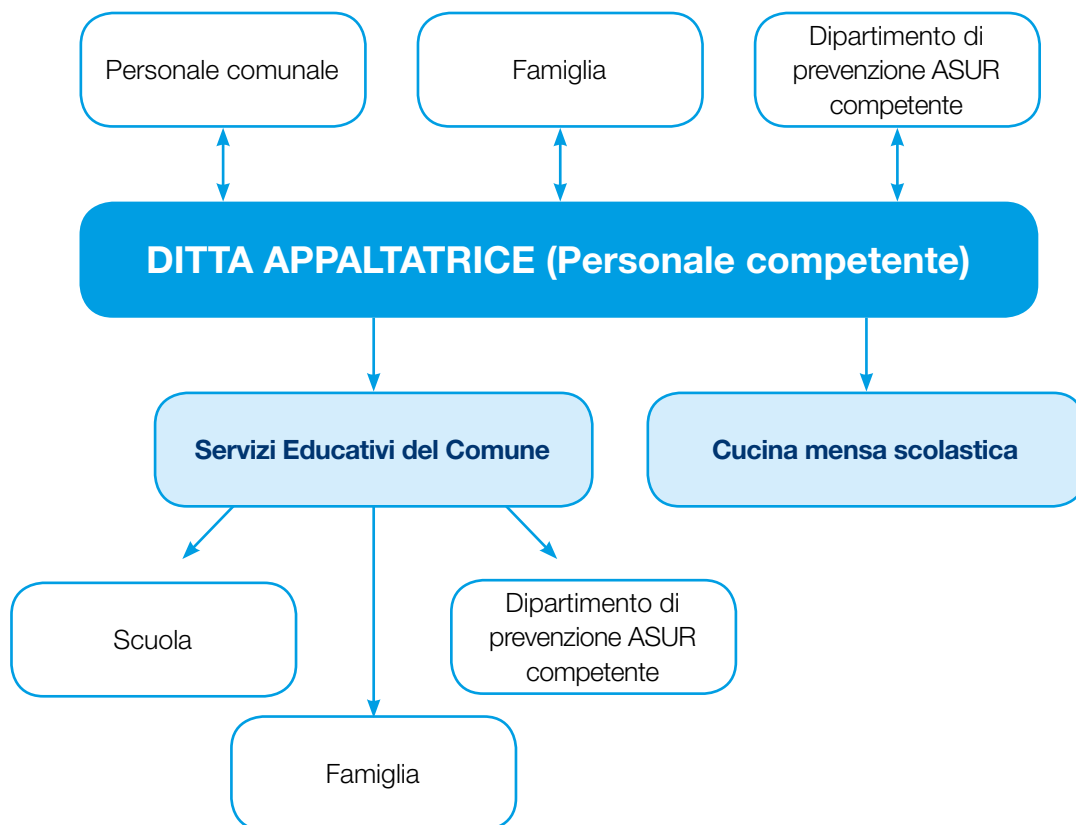 Personale comunale
Famiglia
Dipartimento di
prevenzione ASUR
competente
DITTA APPALTATRICE (Personale competente)
Servizi Educativi del Comune
Cucina mensa scolastica
Scuola
Dipartimento di
prevenzione ASUR
competente
Famiglia